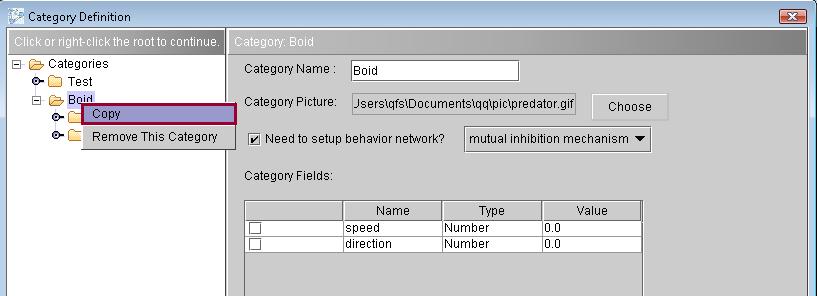 Category Definition
Click or right-click the root to continue.
Categories
Test
Boid
Copy
Remove This Category
Category: Boid
Category Name :
Boid
Category Picture:
Jsers\qfs\Documents\qq\pic\predator.gif
Choose
Need to setup behavior network?
mutual inhibition mechanism
Category Fields:
Name Type Value
speed Number 0.0
direction Number 0.0